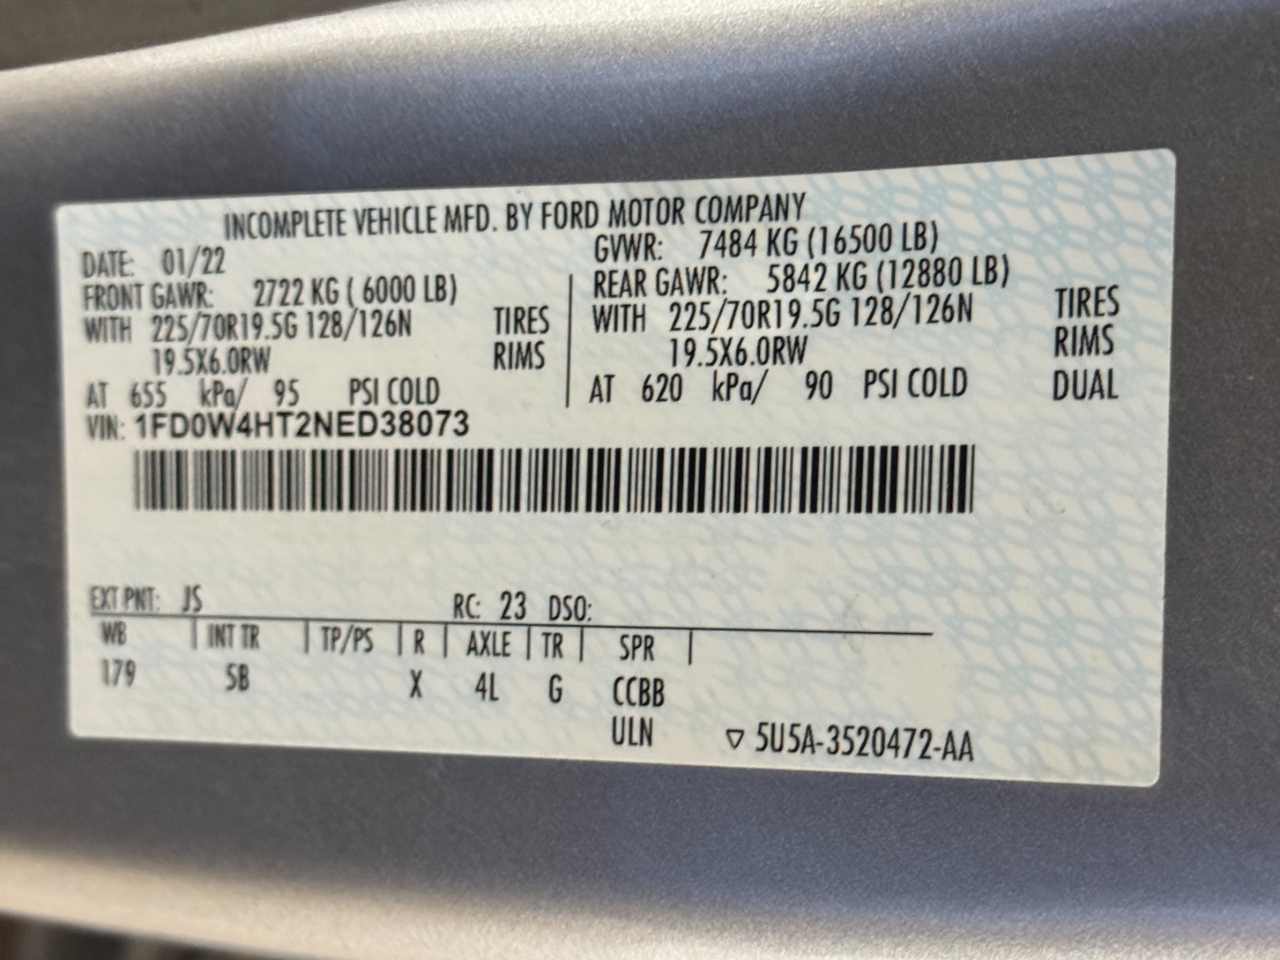 INCOMPLETE VEHICLE MFD. BY FORD MOTOR COMPANY
DATE: 01/22 GVWR: 7484 KG (16500 LB)
FRONT GAWR: 2722 KG ( 6000 LB) REAR GAWR: 5842 KG (12880 LB)
WITH 225/70R19.5G 128/126N TIRES WITH 225/70R19.5G 128/126N TIRES
19.5X6.0RW RIMS 19.5X6.0RW RIMS
AT 655 kPa/ 95 PSI COLD AT 620 kPa/ 90 PSI COLD DUAL
VIN: 1FD0W4HT2NED38073
EXT PNT: JS RC: 23 DSO:
WB INT TR TP/PS R AXLE TR SPR
179 5B X 4L G CCBB
ULN ▽ 5U5A-3520472-AA